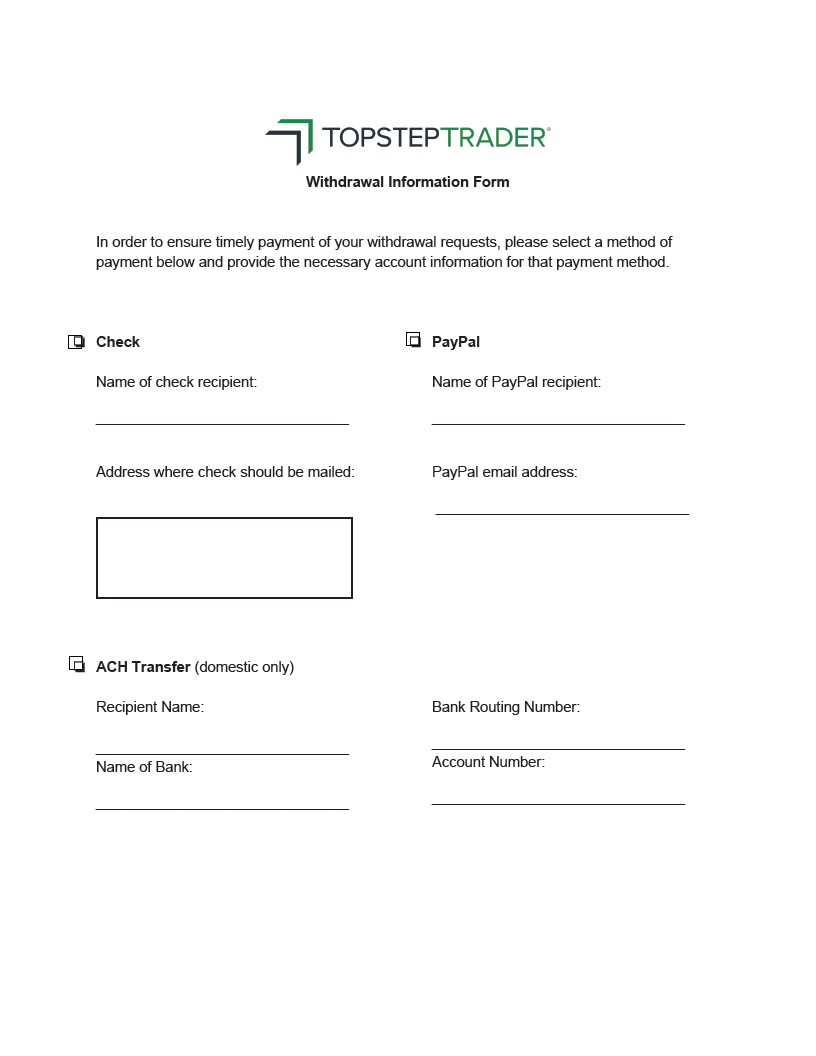 TOPSTEPTRADER®
Withdrawal Information Form
In order to ensure timely payment of your withdrawal requests, please select a method of
payment below and provide the necessary account information for that payment method.
Check
Name of check recipient:
Address where check should be mailed:
PayPal
Name of PayPal recipient:
PayPal email address:
ACH Transfer (domestic only)
Recipient Name:
Name of Bank:
Bank Routing Number:
Account Number: